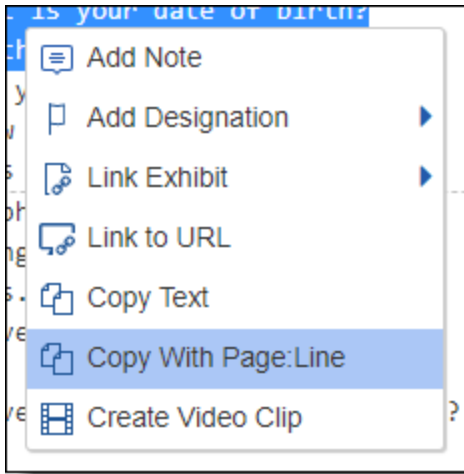 is your date of birth?
Add Note
Add Designation
Link Exhibit
Link to URL
Copy Text
Copy With Page:Line
Create Video Clip
?